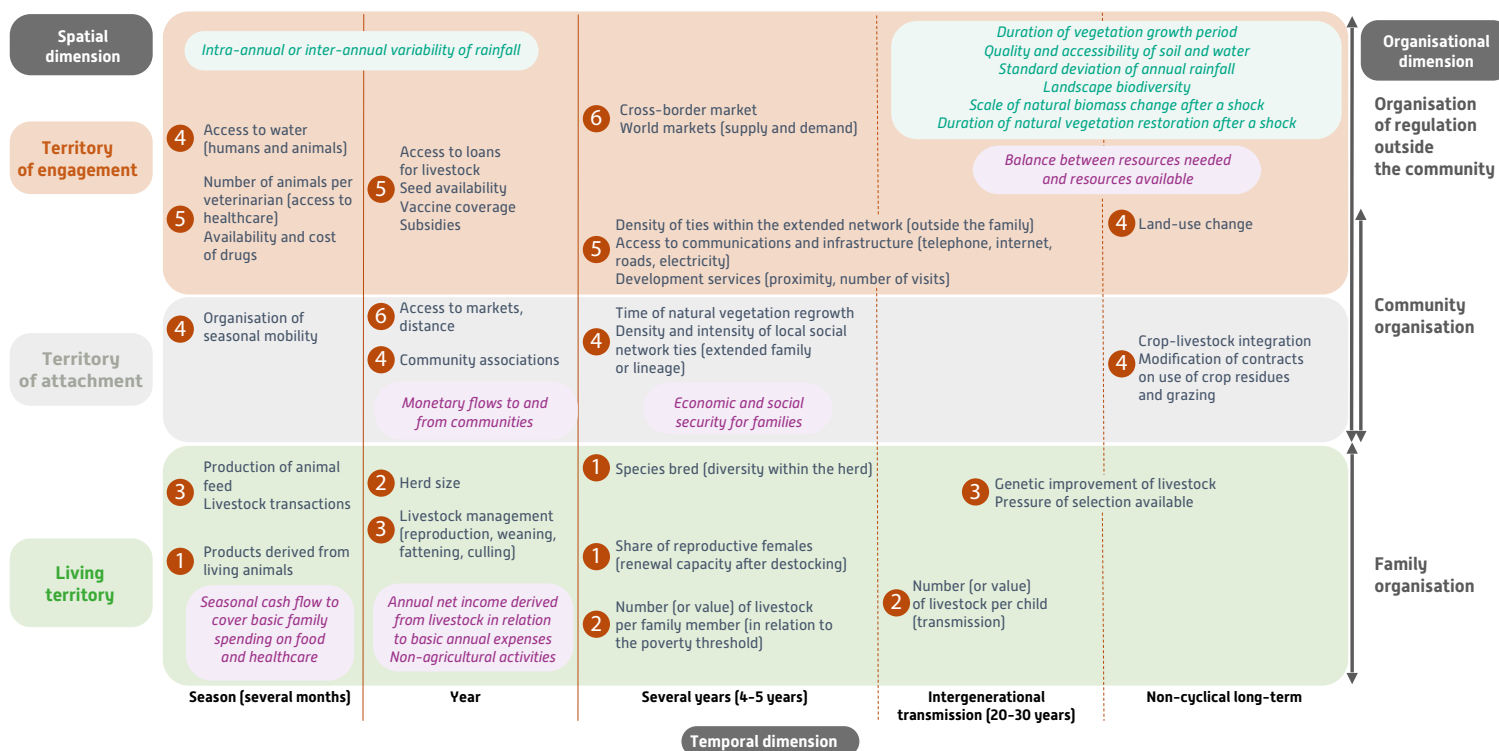 Spatial
dimension
Intra-annual or inter-annual variability of rainfall
Duration of vegetation growth period
Quality and accessibility of soil and water
Standard deviation of annual rainfall
Landscape biodiversity
Scale of natural biomass change after a shock
Duration of natural vegetation restoration after a shock
Organisational
dimension
Territory
of engagement
4
Access to water
(humans and animals)
5
Number of animals per
veterinarian (access to
healthcare)
Availability and cost
of drugs
5
Access to loans
for livestock
Seed availability
Vaccine coverage
Subsidies
6
Cross-border market
World markets (supply and demand)
5
Density of ties within the extended network (outside the family)
Access to communications and infrastructure (telephone, internet,
roads, electricity)
Development services (proximity, number of visits)
Balance between resources needed
and resources available
4
Land-use change
Organisation
of regulation
outside
the community
Territory
of attachment
4
Organisation of
seasonal mobility
6
Access to markets,
distance
4
Community associations
Monetary flows to and
from communities
4
Time of natural vegetation regrowth
Density and intensity of local social
network ties (extended family
or lineage)
Economic and social
security for families
4
Crop-livestock integration
Modification of contracts
on use of crop residues
and grazing
Community
organisation
Living
territory
3
Production of animal
feed
Livestock transactions
1
Products derived from
living animals
Seasonal cash flow to
cover basic family
spending on food
and healthcare
2
Herd size
3
Livestock management
(reproduction, weaning,
fattening, culling)
Annual net income derived
from livestock in relation
to basic annual expenses
Non-agricultural activities
1
Species bred (diversity within the herd)
1
Share of reproductive females
(renewal capacity after destocking)
2
Number (or value) of livestock
per family member (in relation to
the poverty threshold)
3
Genetic improvement of livestock
Pressure of selection available
2
Number (or value)
of livestock per child
(transmission)
Family
organisation
Season (several months)
Year
Several years (4-5 years)
Intergenerational
transmission (20-30 years)
Non-cyclical long-term
Temporal dimension